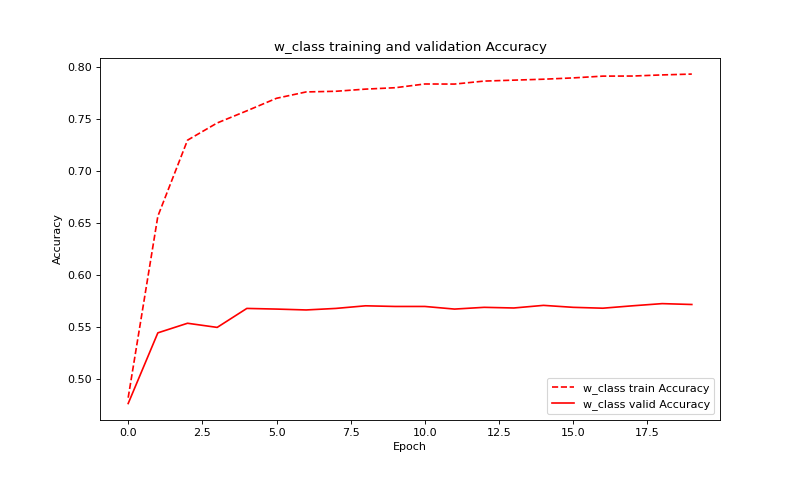 w_class training and validation Accuracy
0.80
0.75
0.70
0.65
0.60
0.55
0.50
Accuracy
w_class train Accuracy
w_class valid Accuracy
0.0 2.5 5.0 7.5 10.0 12.5 15.0 17.5
Epoch